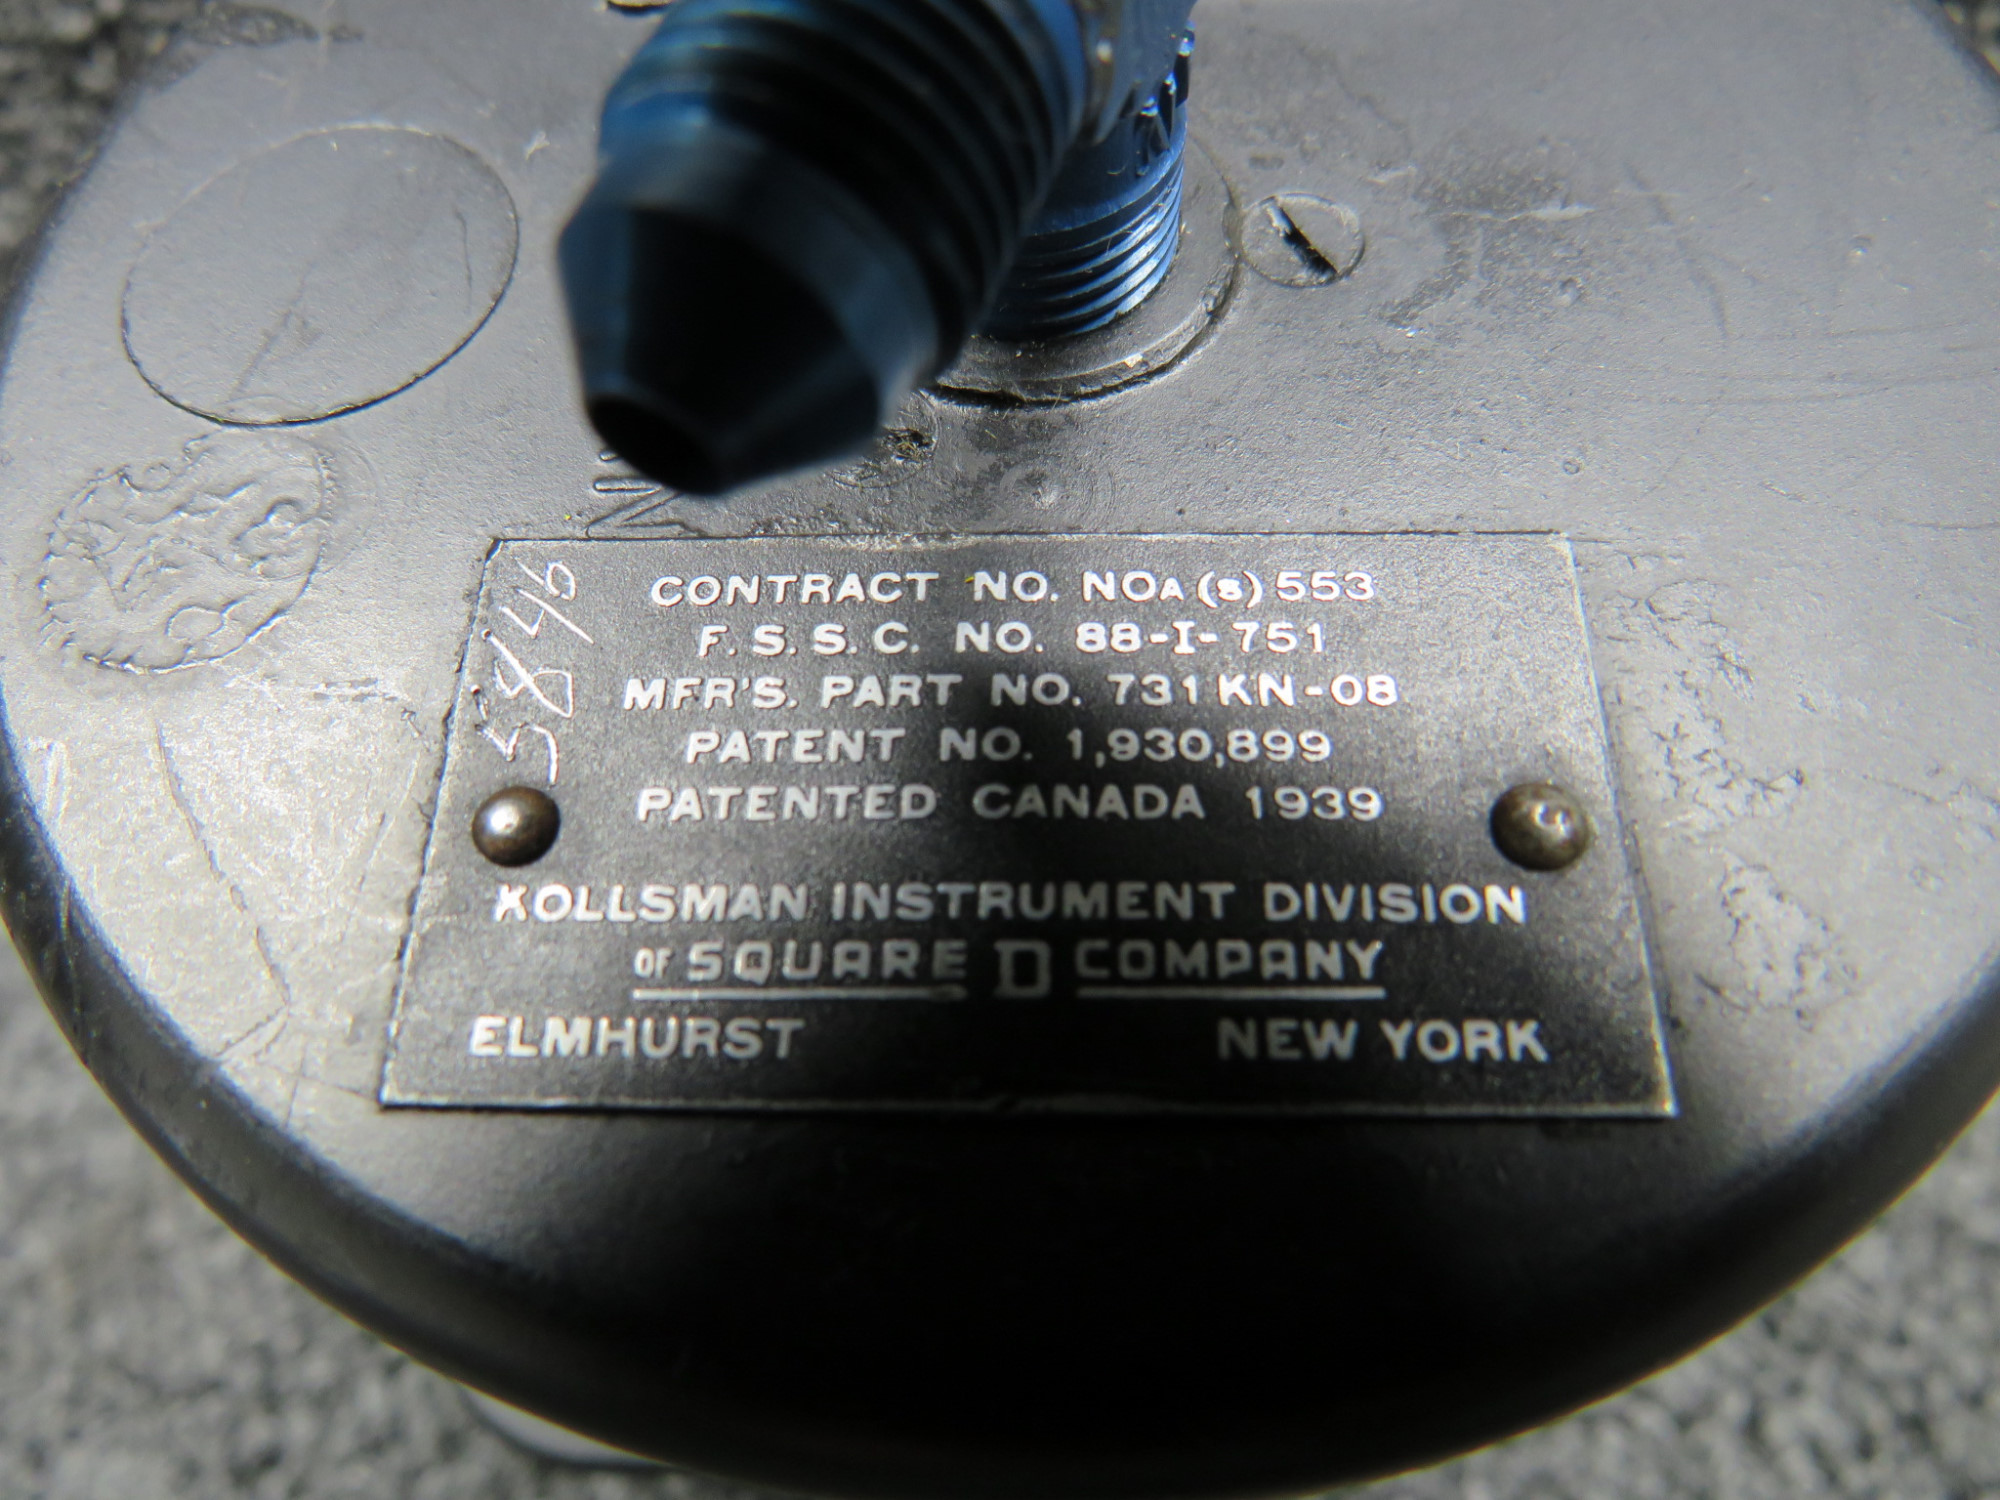 CONTRACT NO. NOA(s)553
F.S.S.C. NO. 88-I-751
MFR'S. PART NO. 731KN-08
PATENT NO. 1,930,899
PATENTED CANADA 1939
KOLLSMAN INSTRUMENT DIVISION
OF SQUARE D COMPANY
ELMHURST NEW YORK
5846